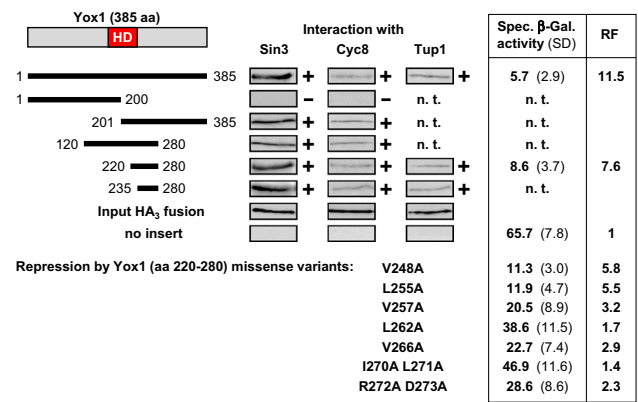 Yox1 (385 aa)
HD
Interaction with
Sin3 Cyc8 Tup1
Spec. β-Gal. activity (SD) RF
1 385 + + + 5.7 (2.9) 11.5
1 200 – – n. t. n. t.
201 385 + + n. t. n. t.
120 280 + + n. t. n. t.
220 280 + + + 8.6 (3.7) 7.6
235 280 + + + n. t.
Input HA3 fusion
no insert 65.7 (7.8) 1
Repression by Yox1 (aa 220-280) missense variants: V248A 11.3 (3.0) 5.8
L255A 11.9 (4.7) 5.5
V257A 20.5 (8.9) 3.2
L262A 38.6 (11.5) 1.7
V266A 22.7 (7.4) 2.9
I270A L271A 46.9 (11.6) 1.4
R272A D273A 28.6 (8.6) 2.3